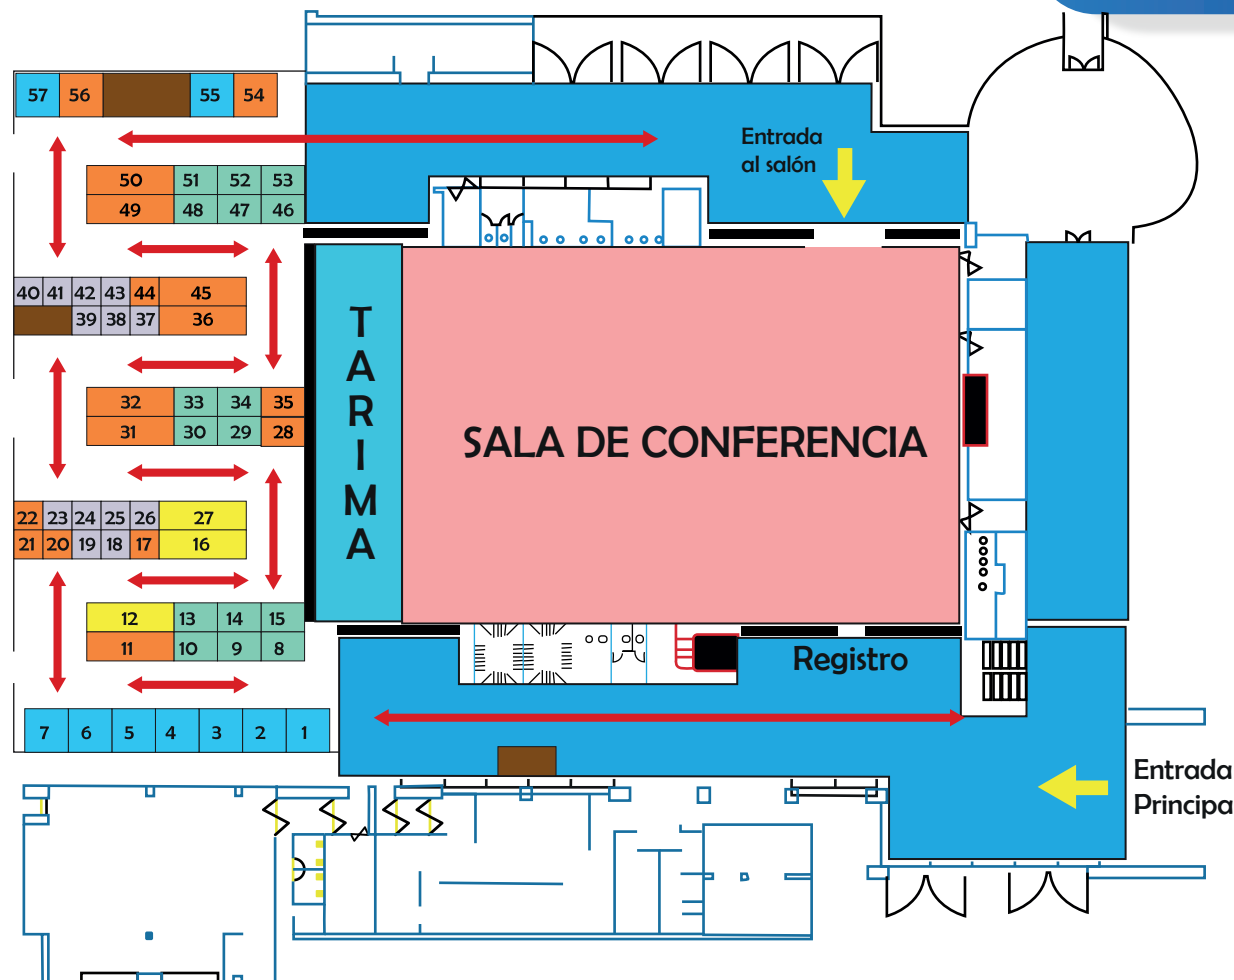 57 56 55 54
Entrada
al salón
50 51 52 53
49 48 47 46
40 41 42 43 44 45
39 38 37 36
TARIMA
32 33 34 35
31 30 29 28
SALA DE CONFERENCIA
22 23 24 25 26 27
21 20 19 18 17 16
12 13 14 15
11 10 9 8
Registro
7 6 5 4 3 2 1
Entrada
Principa